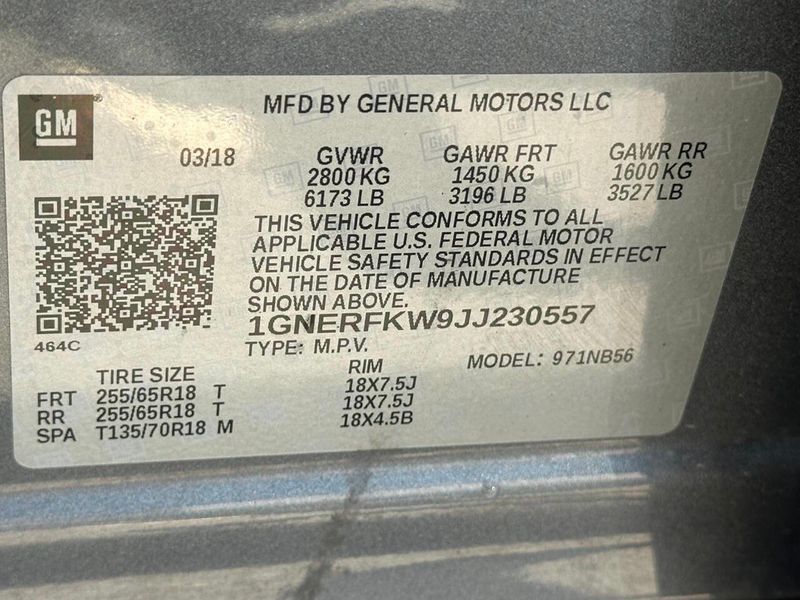 GM
MFD BY GENERAL MOTORS LLC
03/18 GVWR GAWR FRT GAWR RR
2800 KG 1450 KG 1600 KG
6173 LB 3196 LB 3527 LB
THIS VEHICLE CONFORMS TO ALL
APPLICABLE U.S. FEDERAL MOTOR
VEHICLE SAFETY STANDARDS IN EFFECT
ON THE DATE OF MANUFACTURE
SHOWN ABOVE.
1GNERFKW9JJ230557
464C
TYPE: M.P.V. MODEL: 971NB56
TIRE SIZE RIM
FRT 255/65R18 T 18X7.5J
RR 255/65R18 T 18X7.5J
SPA T135/70R18 M 18X4.5B